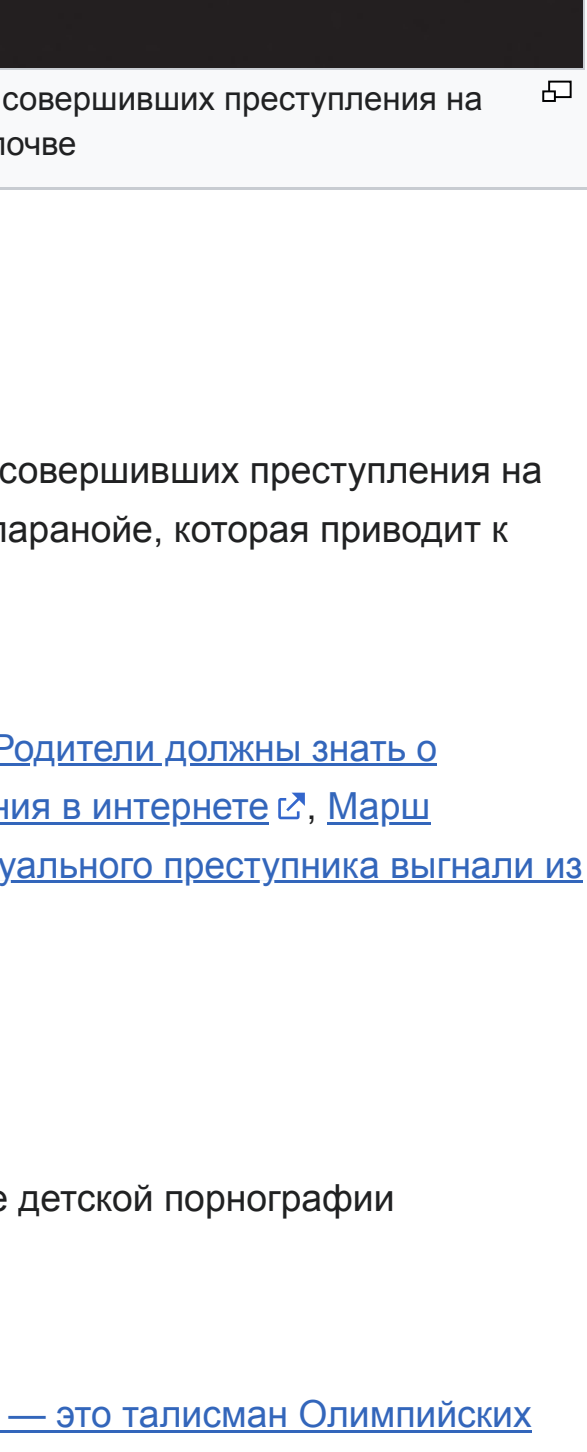 совершивших преступления на
почве
совершивших преступления на
паранойе, которая приводит к
Родители должны знать о
ния в интернете, Марш
уального преступника выгнали из
е детской порнографии
— это талисман Олимпийских